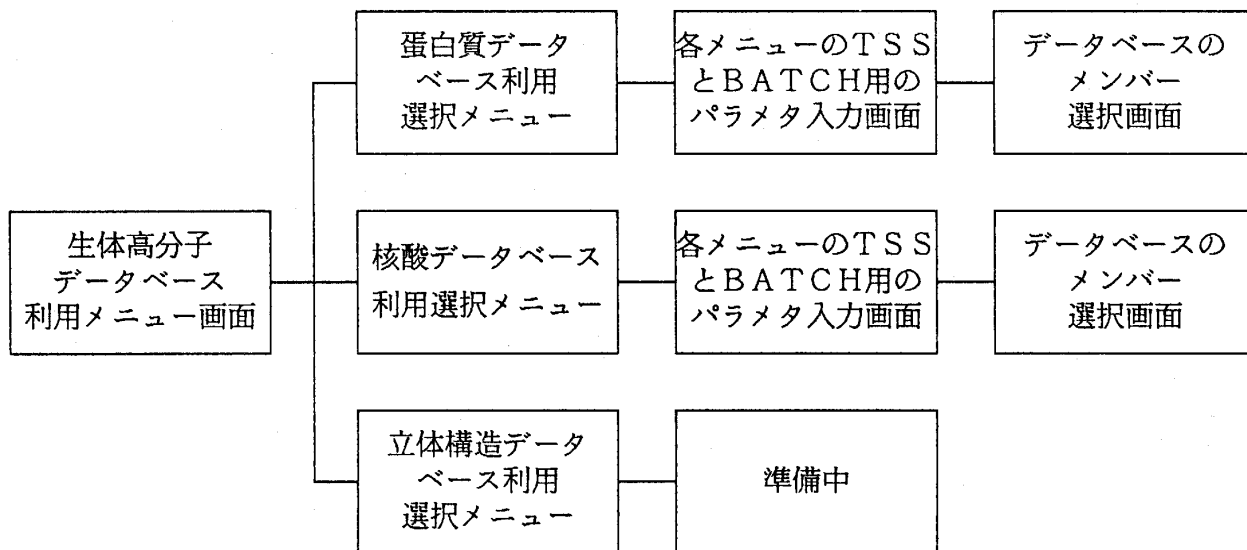 蛋白質データ
ベース利用
選択メニュー
各メニューのTSS
とBATCH用の
パラメタ入力画面
データベースの
メンバー
選択画面
生体高分子
データベース
利用メニュー画面
核酸データベース
利用選択メニュー
各メニューのTSS
とBATCH用の
パラメタ入力画面
データベースの
メンバー
選択画面
立体構造データ
ベース利用
選択メニュー
準備中